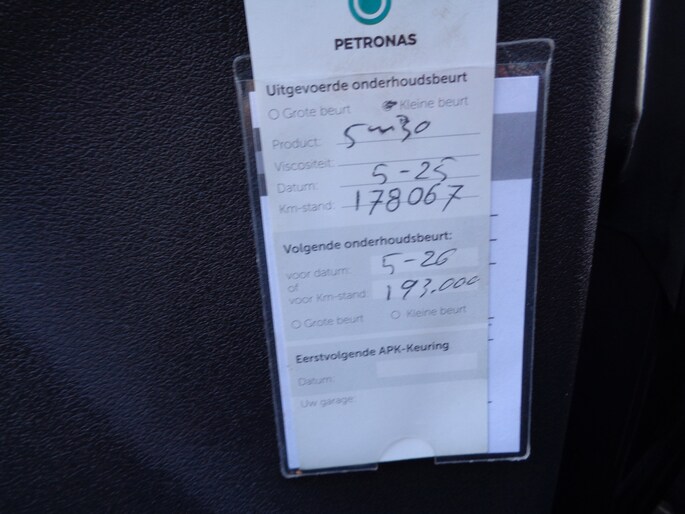 PETRONAS
Uitgevoerde onderhoudsbeurt
Grote beurt Kleine beurt
Product: 5w30
Viscositeit:
Datum: 5-25
Km-stand: 178067
Volgende onderhoudsbeurt:
voor datum: 5-26
of
voor Km-stand: 193.000
Grote beurt Kleine beurt
Eerstvolgende APK-Keuring
Datum:
Uw garage: